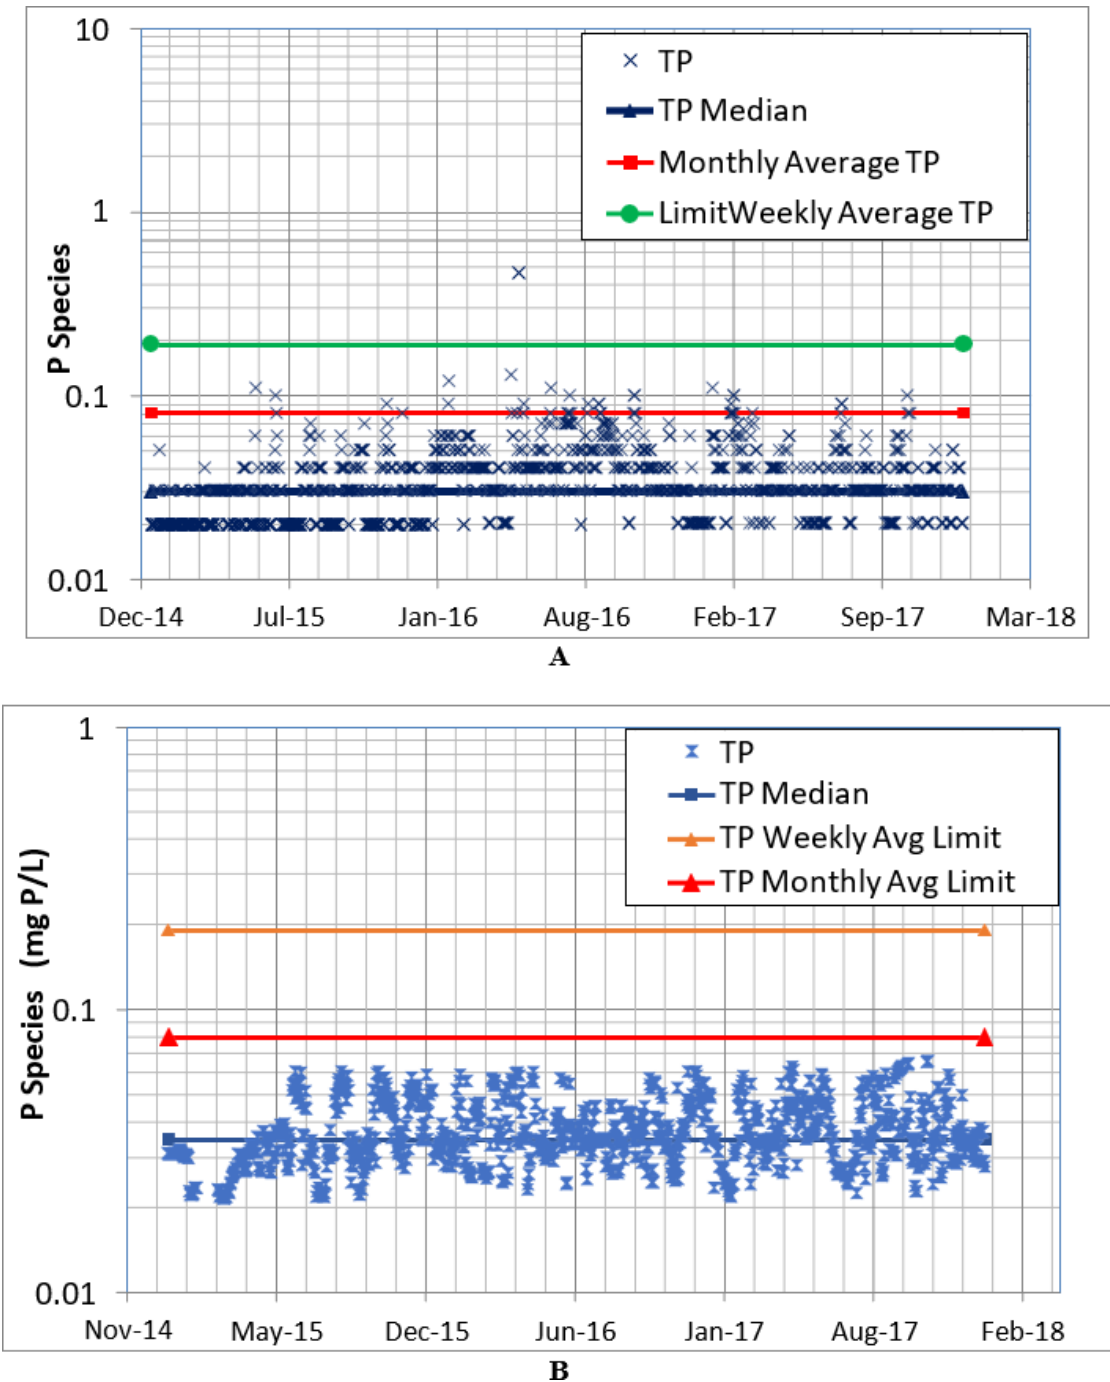 10
1
0.1
0.01
P Species
TP
TP Median
Monthly Average TP
LimitWeekly Average TP
Dec-14 Jul-15 Jan-16 Aug-16 Feb-17 Sep-17 Mar-18
A
1
0.1
0.01
P Species (mg P/L)
TP
TP Median
TP Weekly Avg Limit
TP Monthly Avg Limit
Nov-14 May-15 Dec-15 Jun-16 Jan-17 Aug-17 Feb-18
B